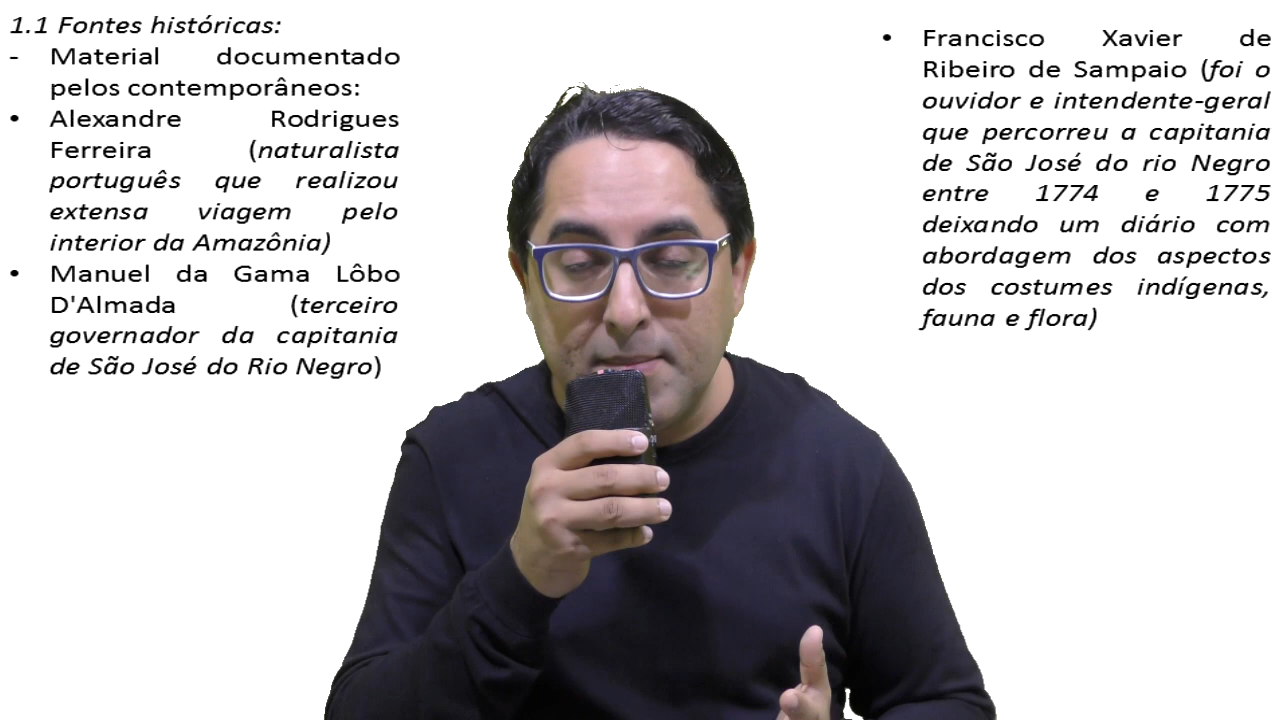 1.1 Fontes históricas:
- Material documentado
pelos contemporâneos:
• Alexandre Rodrigues
Ferreira (naturalista
português que realizou
extensa viagem pelo
interior da Amazônia)
• Manuel da Gama Lôbo
D'Almada (terceiro
governador da capitania
de São José do Rio Negro)
• Francisco Xavier de
Ribeiro de Sampaio (foi o
ouvidor e intendente-geral
que percorreu a capitania
de São José do rio Negro
entre 1774 e 1775
deixando um diário com
abordagem dos aspectos
dos costumes indígenas,
fauna e flora)